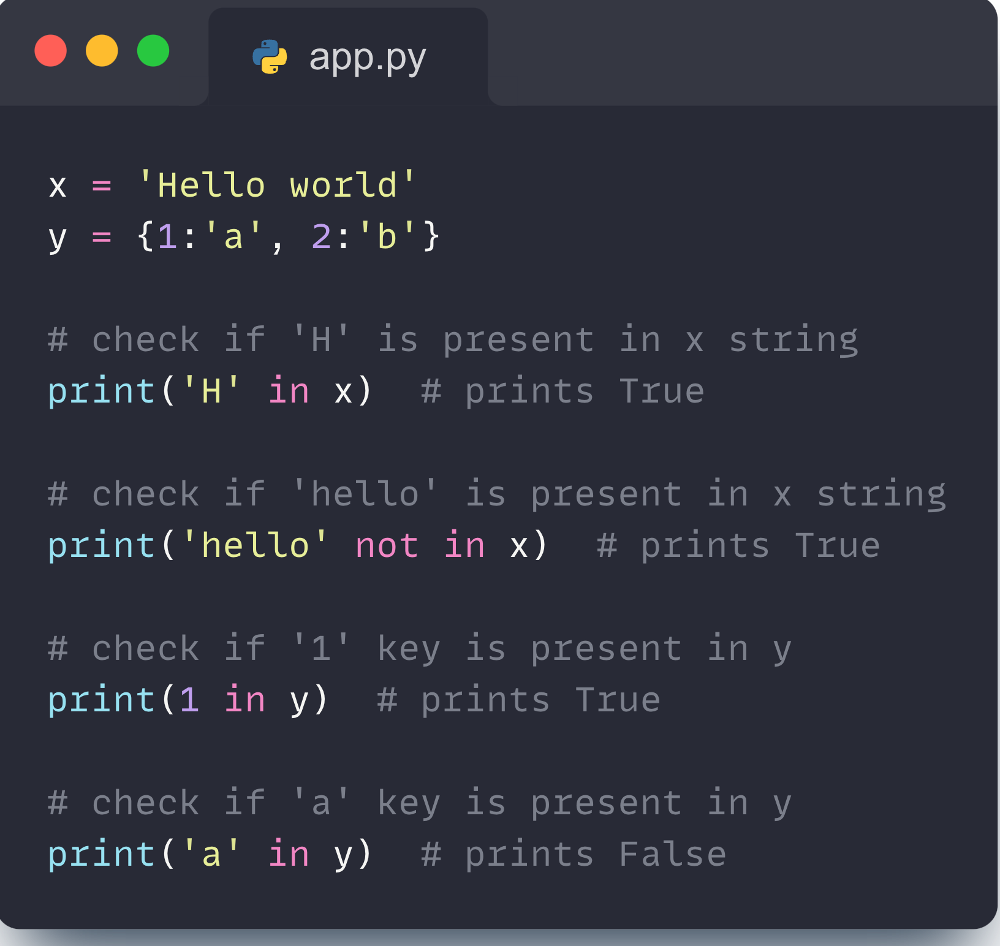 app.py
x = 'Hello world'
y = {1:'a', 2:'b'}
# check if 'H' is present in x string
print('H' in x)  # prints True
# check if 'hello' is present in x string
print('hello' not in x)  # prints True
# check if '1' key is present in y
print(1 in y)  # prints True
# check if 'a' key is present in y
print('a' in y)  # prints False